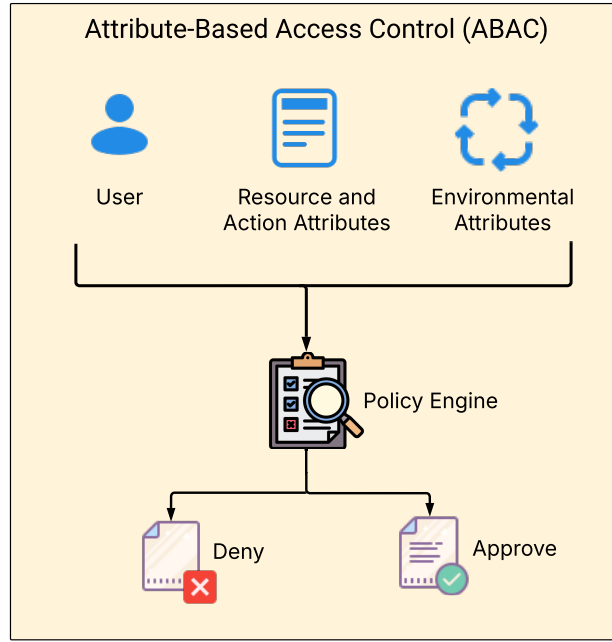 Attribute-Based Access Control (ABAC)
User
Resource and
Action Attributes
Environmental
Attributes
Policy Engine
Deny
Approve